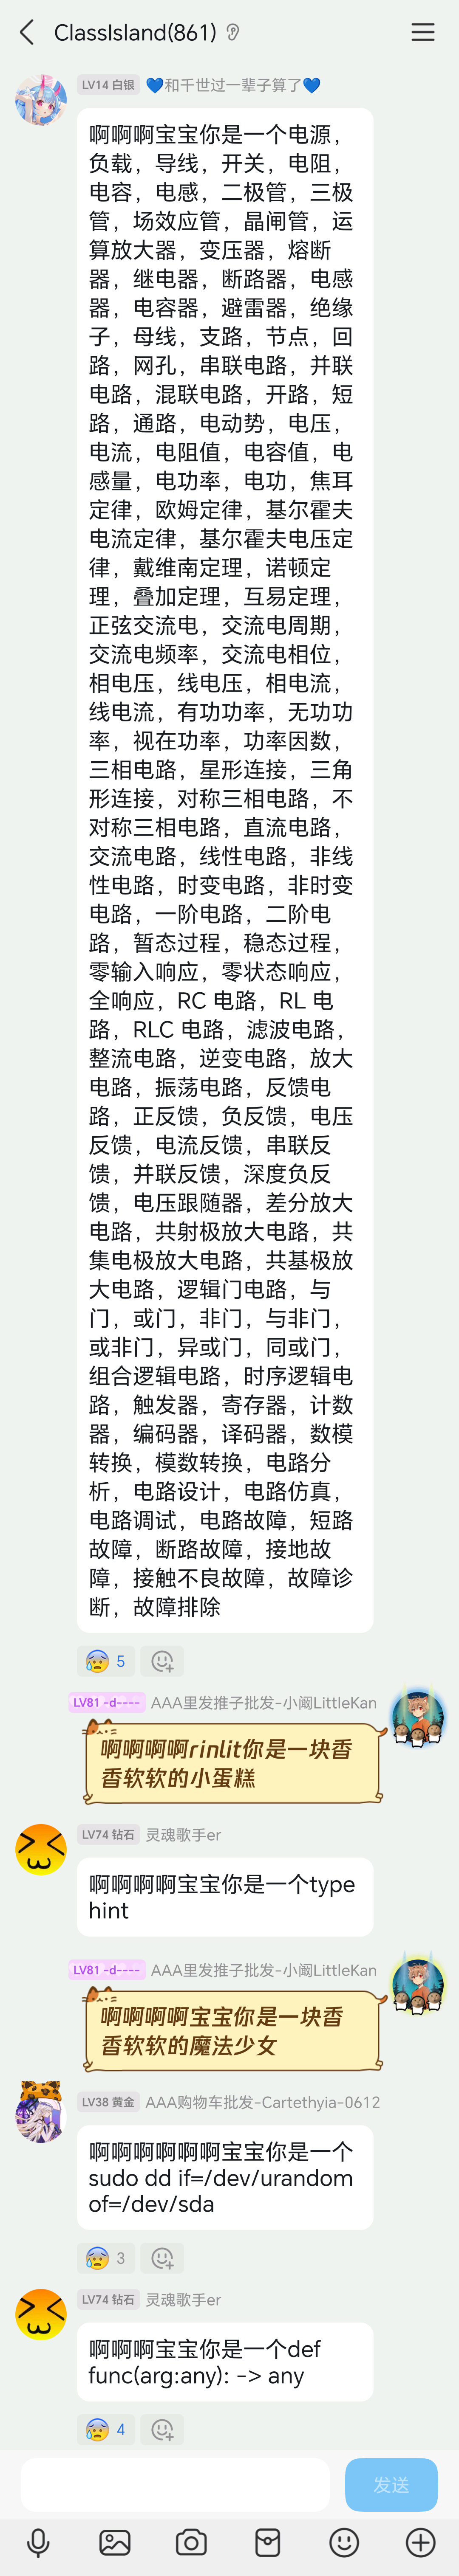 ClassIsland(861)
LV14 白银 💙和千世过一辈子算了💙
啊啊啊宝宝你是一个电源，
负载，导线，开关，电阻，
电容，电感，二极管，三极
管，场效应管，晶闸管，运
算放大器，变压器，熔断
器，继电器，断路器，电感
器，电容器，避雷器，绝缘
子，母线，支路，节点，回
路，网孔，串联电路，并联
电路，混联电路，开路，短
路，通路，电动势，电压，
电流，电阻值，电容值，电
感量，电功率，电功，焦耳
定律，欧姆定律，基尔霍夫
电流定律，基尔霍夫电压定
律，戴维南定理，诺顿定
理，叠加定理，互易定理，
正弦交流电，交流电周期，
交流电频率，交流电相位，
相电压，线电压，相电流，
线电流，有功功率，无功功
率，视在功率，功率因数，
三相电路，星形连接，三角
形连接，对称三相电路，不
对称三相电路，直流电路，
交流电路，线性电路，非线
性电路，时变电路，非时变
电路，一阶电路，二阶电
路，暂态过程，稳态过程，
零输入响应，零状态响应，
全响应，RC 电路，RL 电
路，RLC 电路，滤波电路，
整流电路，逆变电路，放大
电路，振荡电路，反馈电
路，正反馈，负反馈，电压
反馈，电流反馈，串联反
馈，并联反馈，深度负反
馈，电压跟随器，差分放大
电路，共射极放大电路，共
集电极放大电路，共基极放
大电路，逻辑门电路，与
门，或门，非门，与非门，
或非门，异或门，同或门，
组合逻辑电路，时序逻辑电
路，触发器，寄存器，计数
器，编码器，译码器，数模
转换，模数转换，电路分
析，电路设计，电路仿真，
电路调试，电路故障，短路
故障，断路故障，接地故
障，接触不良故障，故障诊
断，故障排除
5
LV81 -d---- AAA里发推子批发-小阚LittleKan
啊啊啊啊rinlit你是一块香
香软软的小蛋糕
LV74 钻石 灵魂歌手er
啊啊啊啊宝宝你是一个type
hint
LV81 -d---- AAA里发推子批发-小阚LittleKan
啊啊啊啊宝宝你是一块香
香软软的魔法少女
LV38 黄金 AAA购物车批发-Cartethyia-0612
啊啊啊啊啊啊宝宝你是一个
sudo dd if=/dev/urandom
of=/dev/sda
3
LV74 钻石 灵魂歌手er
啊啊啊宝宝你是一个def
func(arg:any): -> any
4
发送